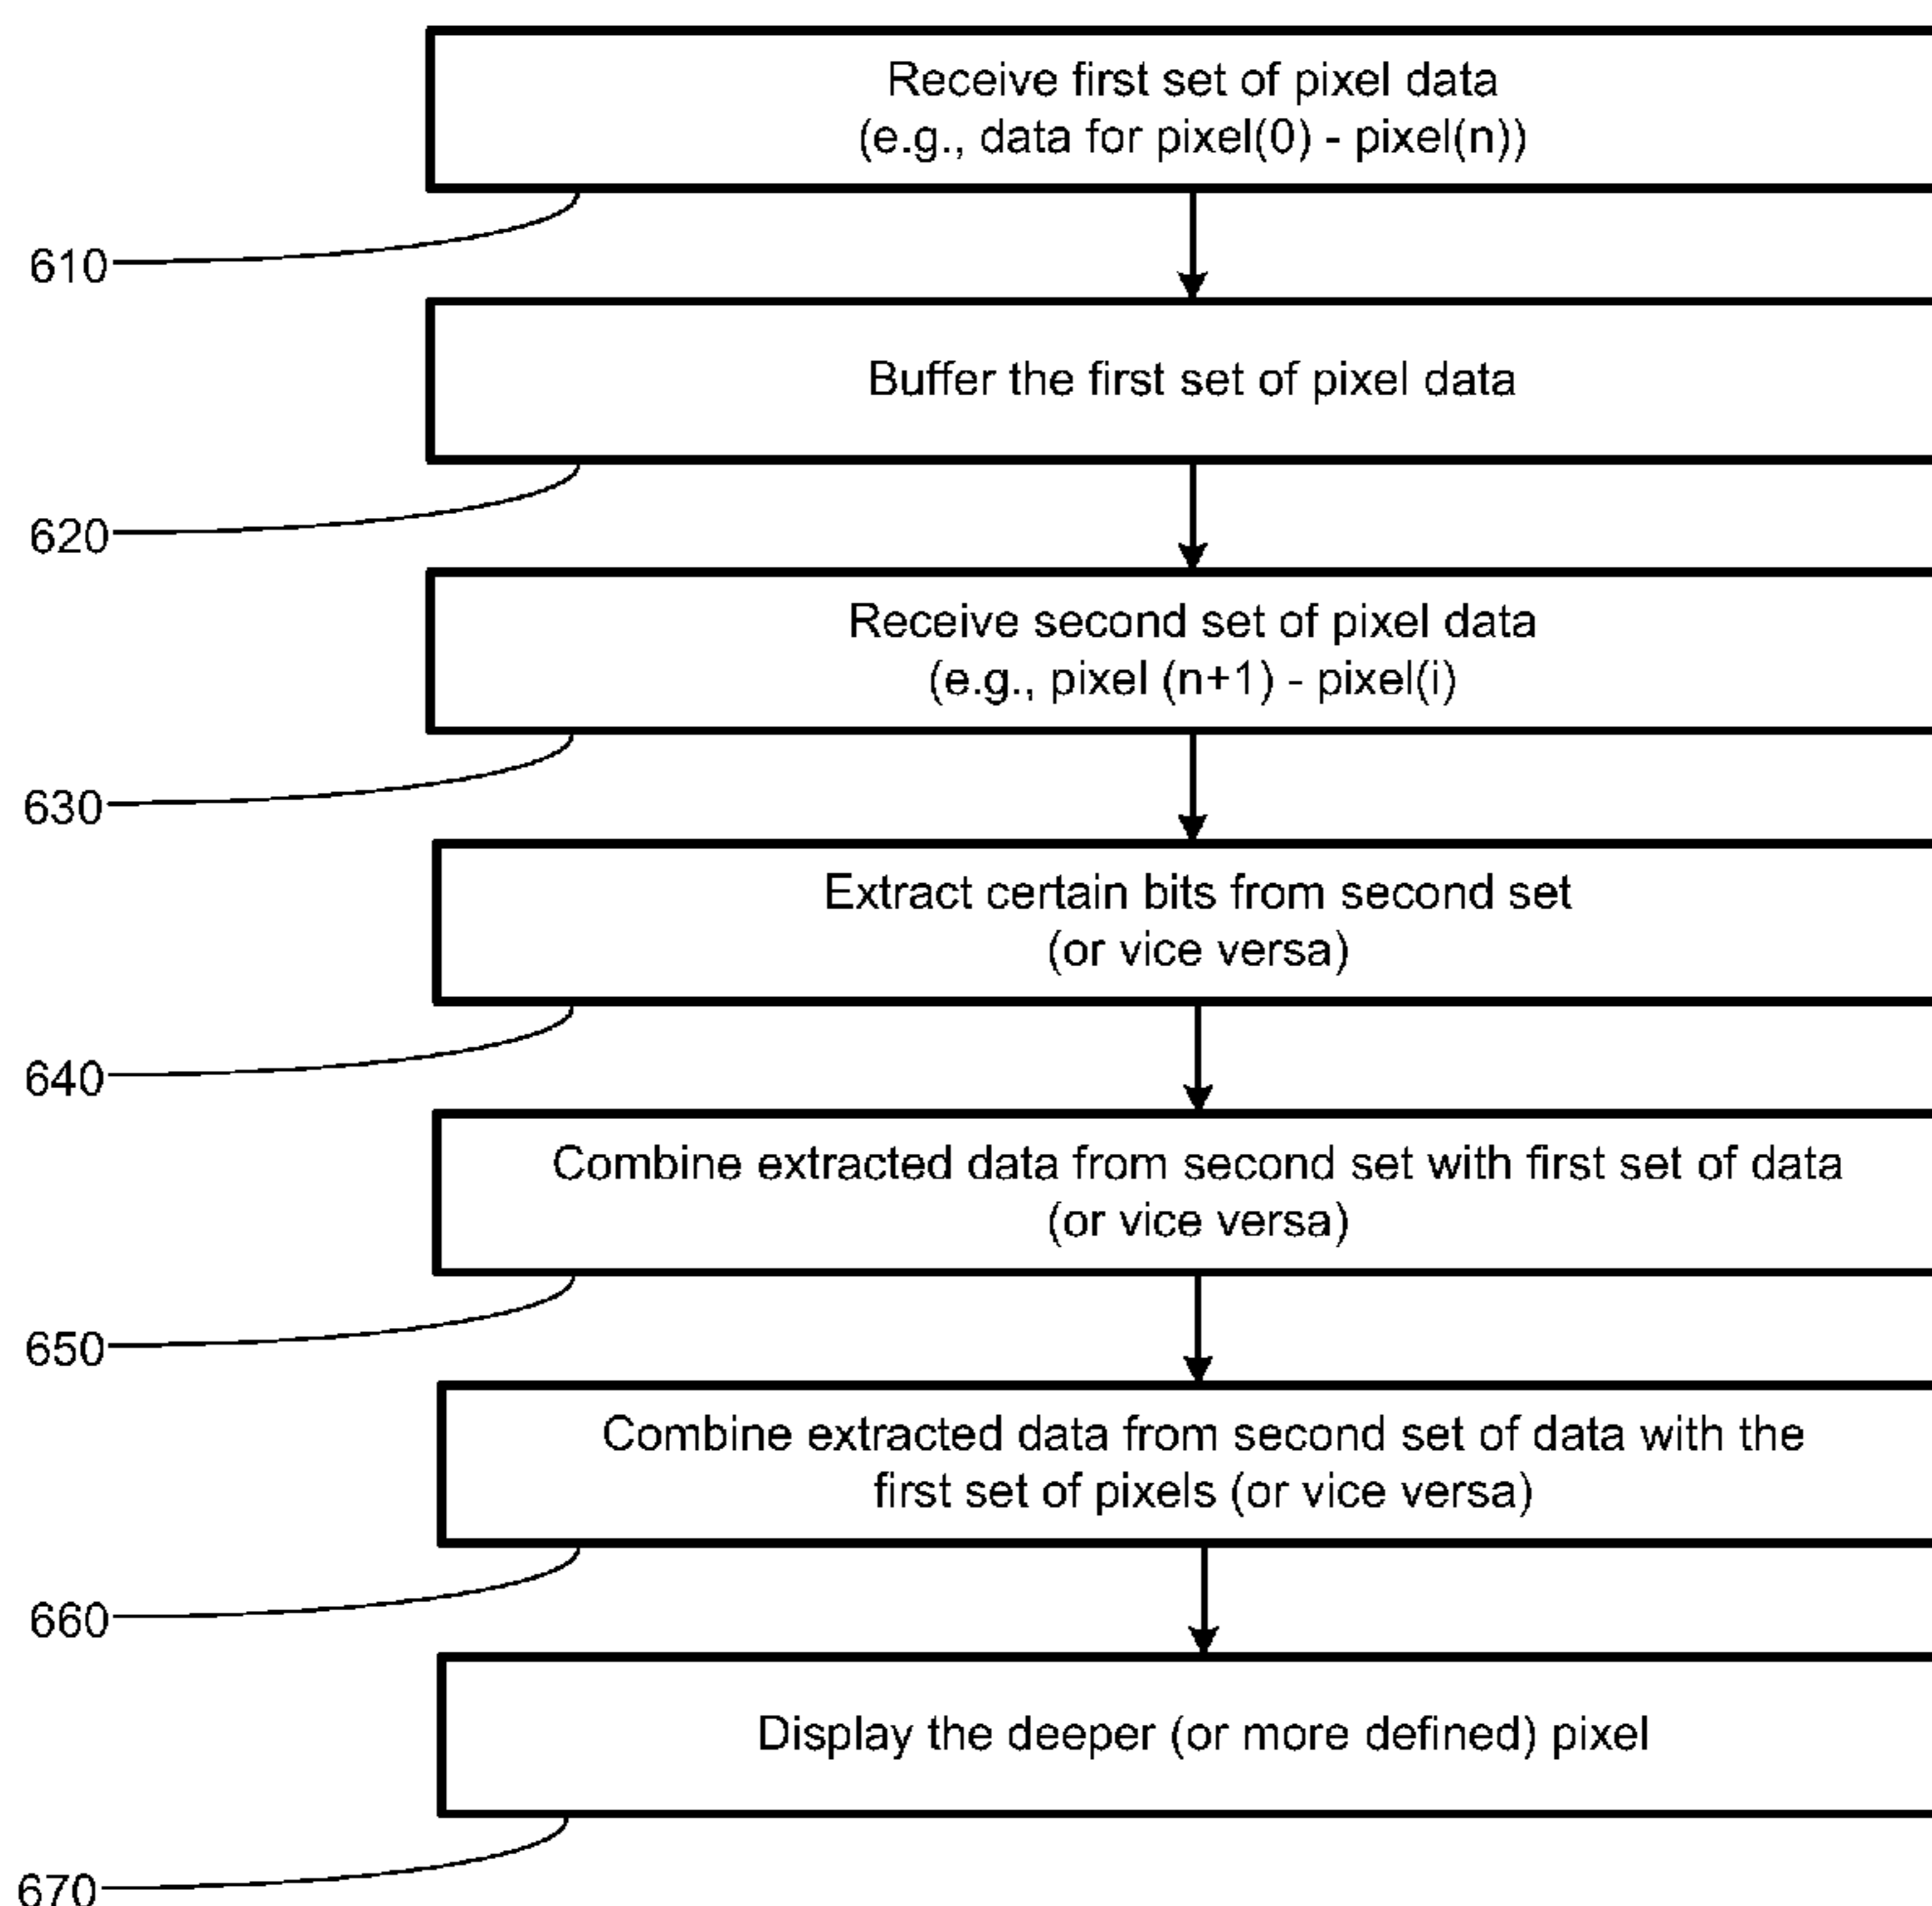 Receive first set of pixel data
(e.g., data for pixel(0) - pixel(n))
610
Buffer the first set of pixel data
620
Receive second set of pixel data
(e.g., pixel (n+1) - pixel(i)
630
Extract certain bits from second set
(or vice versa)
640
Combine extracted data from second set with first set of data
(or vice versa)
650
Combine extracted data from second set of data with the
first set of pixels (or vice versa)
660
Display the deeper (or more defined) pixel
670